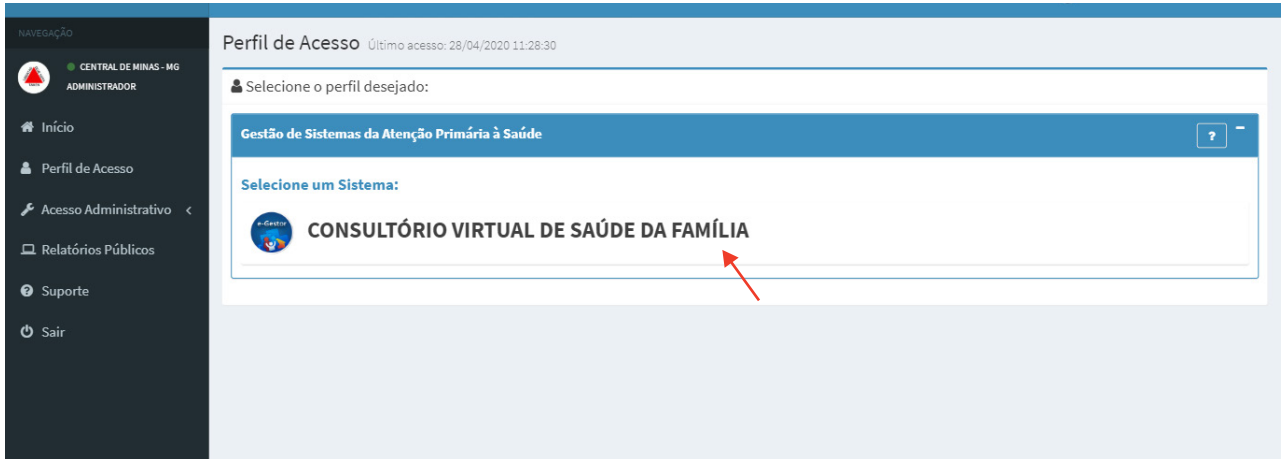 NAVEGAÇÃO
CENTRAL DE MINAS - MG
ADMINISTRADOR
Início
Perfil de Acesso
Acesso Administrativo
Relatórios Públicos
Suporte
Sair
Perfil de Acesso Último acesso: 28/04/2020 11:28:30
Selecione o perfil desejado:
Gestão de Sistemas da Atenção Primária à Saúde
?
Selecione um Sistema:
e-Gestor
CONSULTÓRIO VIRTUAL DE SAÚDE DA FAMÍLIA